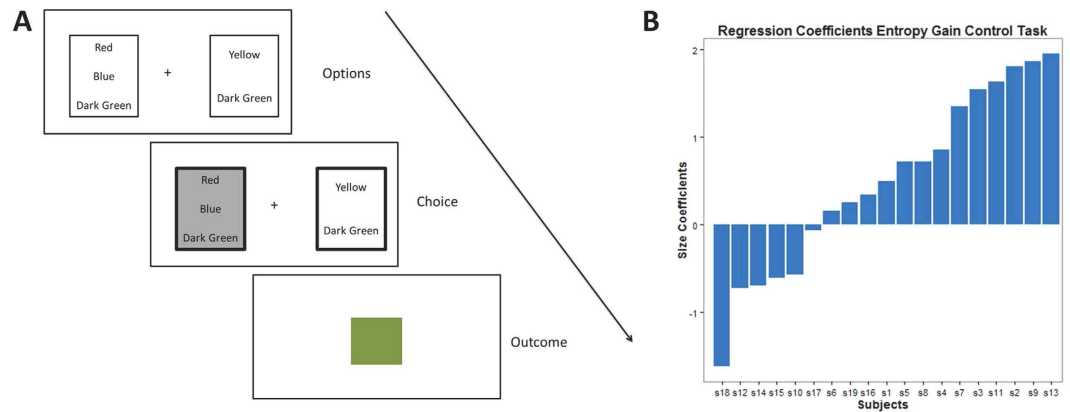 A
Red
Blue
Dark Green
+
Yellow
Dark Green
Options
Red
Blue
Dark Green
+
Yellow
Dark Green
Choice
Outcome
B
Regression Coefficients Entropy Gain Control Task
Size Coefficients
2
1
0
-1
s18 s12 s14 s15 s10 s17 s6 s19 s16 s1 s5 s8 s4 s7 s3 s11 s2 s9 s13
Subjects